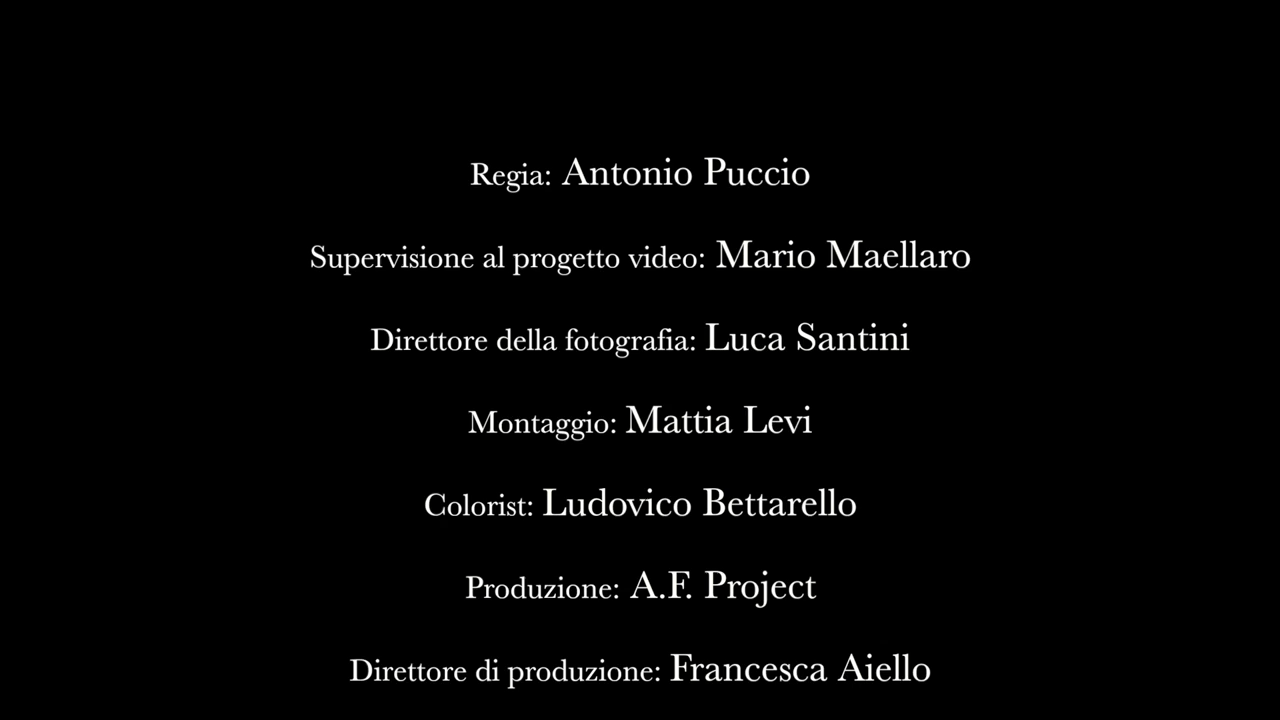 Regia: Antonio Puccio
Supervisione al progetto video: Mario Maellaro
Direttore della fotografia: Luca Santini
Montaggio: Mattia Levi
Colorist: Ludovico Bettarello
Produzione: A.F. Project
Direttore di produzione: Francesca Aiello